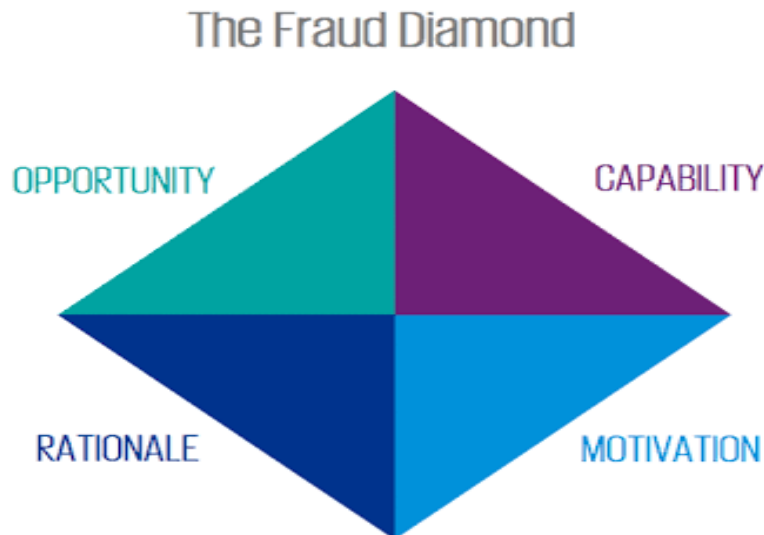 The Fraud Diamond
OPPORTUNITY
CAPABILITY
RATIONALE
MOTIVATION